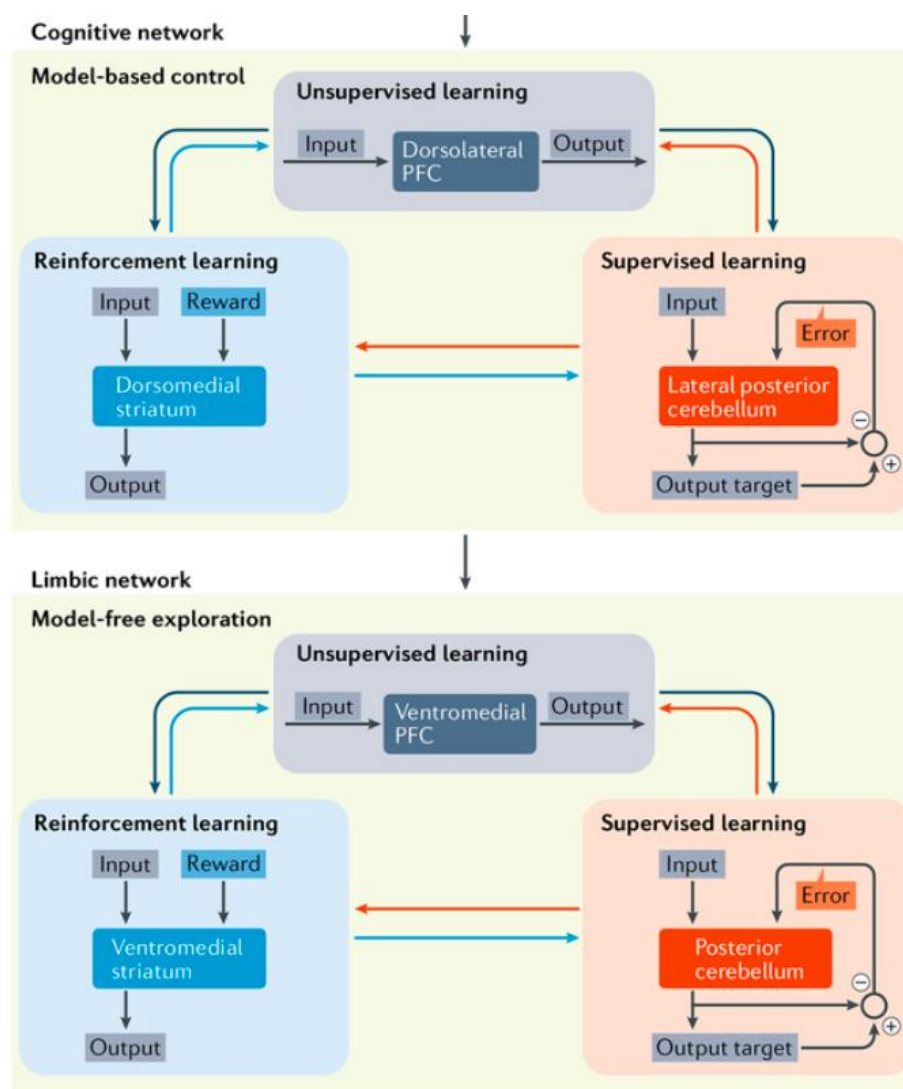 Cognitive network
Model-based control
Unsupervised learning
Input
Dorsolateral
PFC
Output
Reinforcement learning
Input
Reward
Dorsomedial
striatum
Output
Supervised learning
Input
Error
Lateral posterior
cerebellum
−
+
Output target
Limbic network
Model-free exploration
Unsupervised learning
Input
Ventromedial
PFC
Output
Reinforcement learning
Input
Reward
Ventromedial
striatum
Output
Supervised learning
Input
Error
Posterior
cerebellum
−
+
Output target